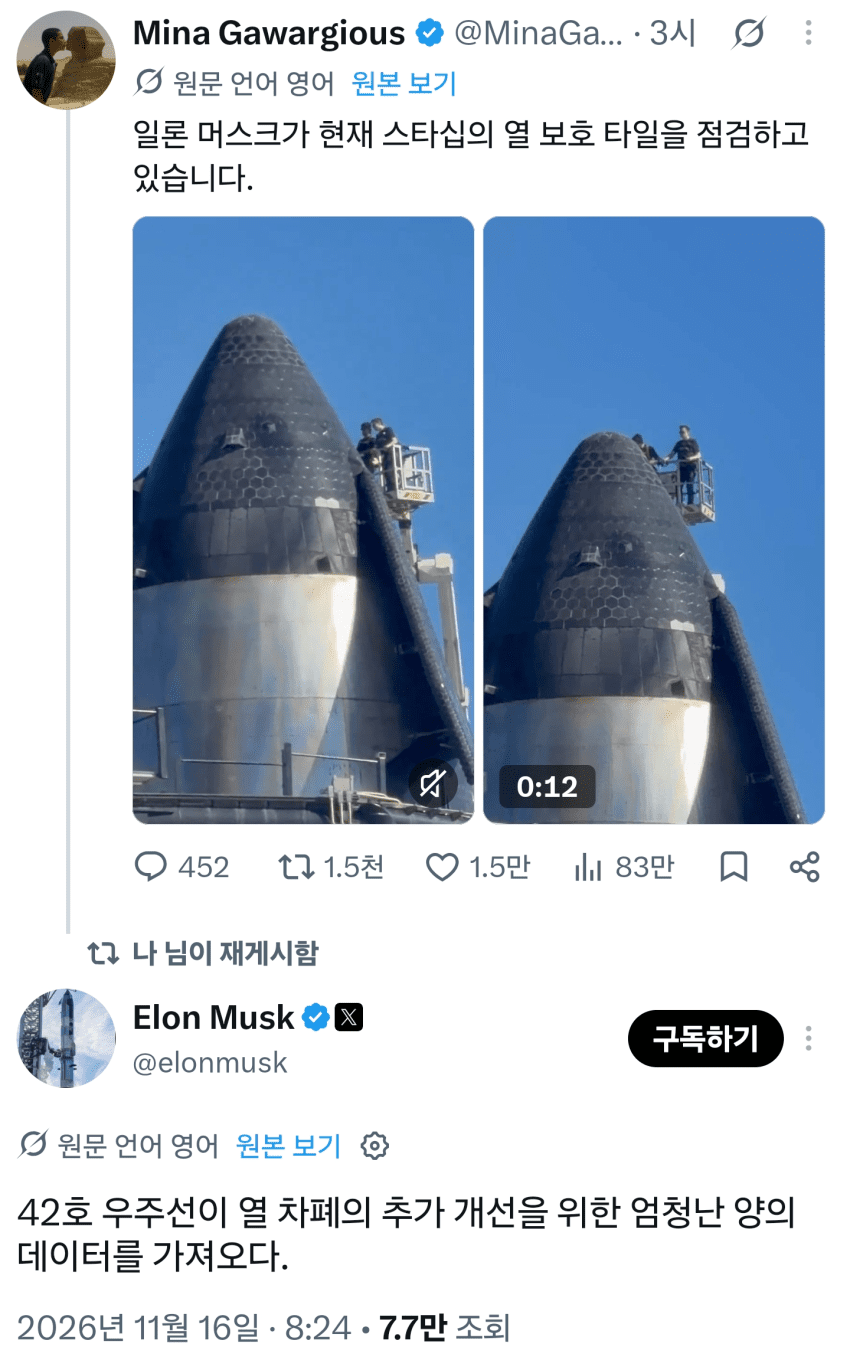 Mina Gawargious @MinaGa... · 3시
원문 언어 영어 원본 보기
일론 머스크가 현재 스타십의 열 보호 타일을 점검하고
있습니다.
0:12
452 1.5천 1.5만 83만
나 님이 재게시함
Elon Musk
@elonmusk
구독하기
원문 언어 영어 원본 보기
42호 우주선이 열 차폐의 추가 개선을 위한 엄청난 양의
데이터를 가져오다.
2026년 11월 16일 · 8:24 • 7.7만 조회